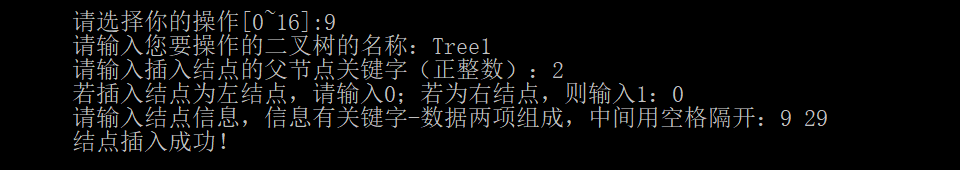 请选择你的操作[0~16]:9
请输入您要操作的二叉树的名称：Tree1
请输入插入结点的父节点关键字（正整数）：2
若插入结点为左结点，请输入0；若为右结点，则输入1：0
请输入结点信息，信息有关键字-数据两项组成，中间用空格隔开：9 29
结点插入成功！